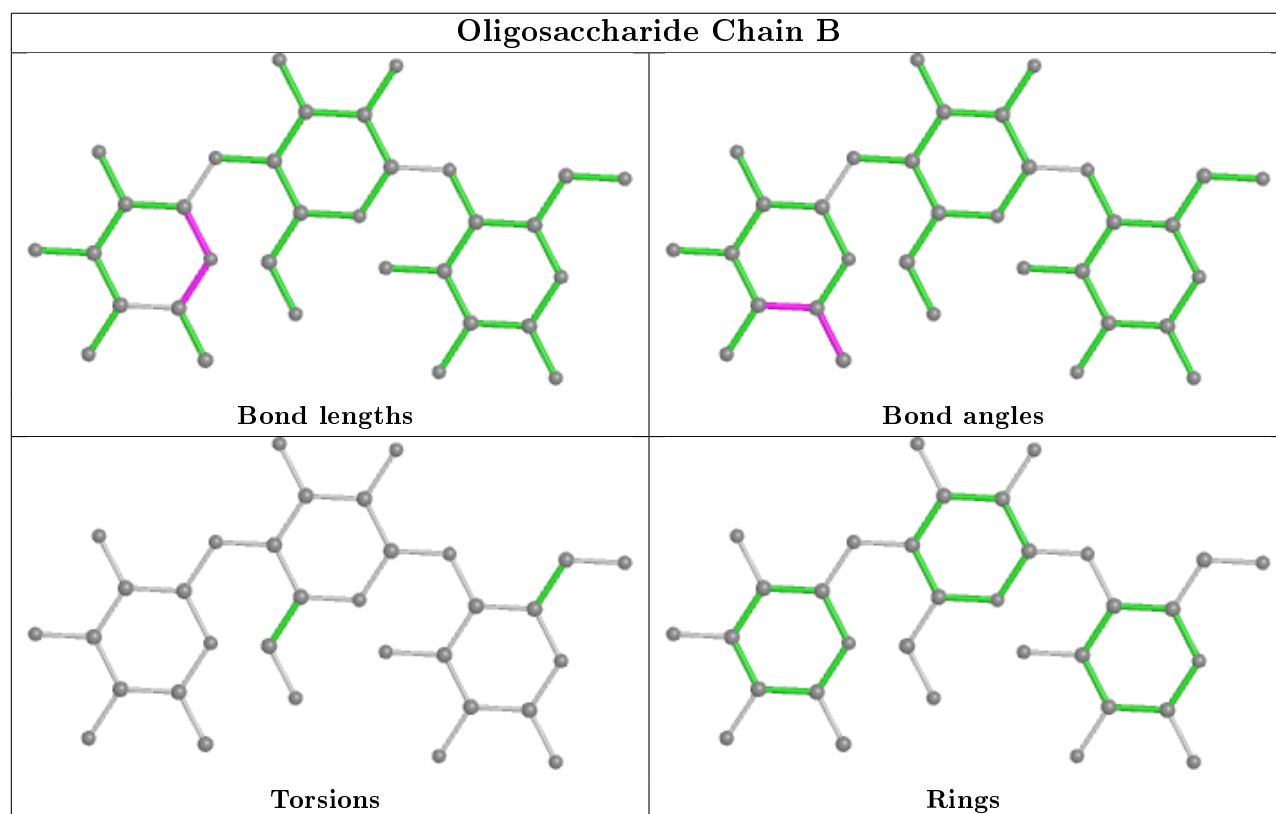 Oligosaccharide Chain B
Bond lengths
Bond angles
Torsions
Rings